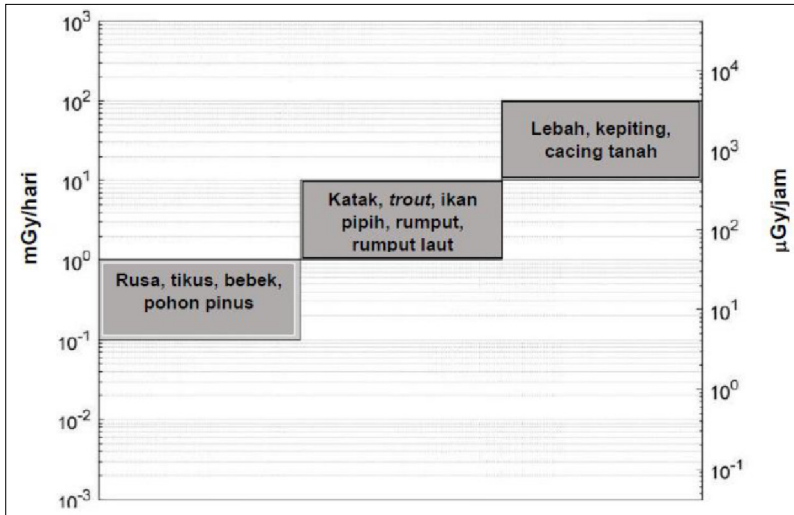 10³
10²
10¹
10⁰
10⁻¹
10⁻²
10⁻³
mGy/hari
Rusa, tikus, bebek,
pohon pinus
Katak, trout, ikan
pipih, rumput,
rumput laut
Lebah, kepiting,
cacing tanah
10⁴
10³
10²
10¹
10⁰
10⁻¹
µGy/jam